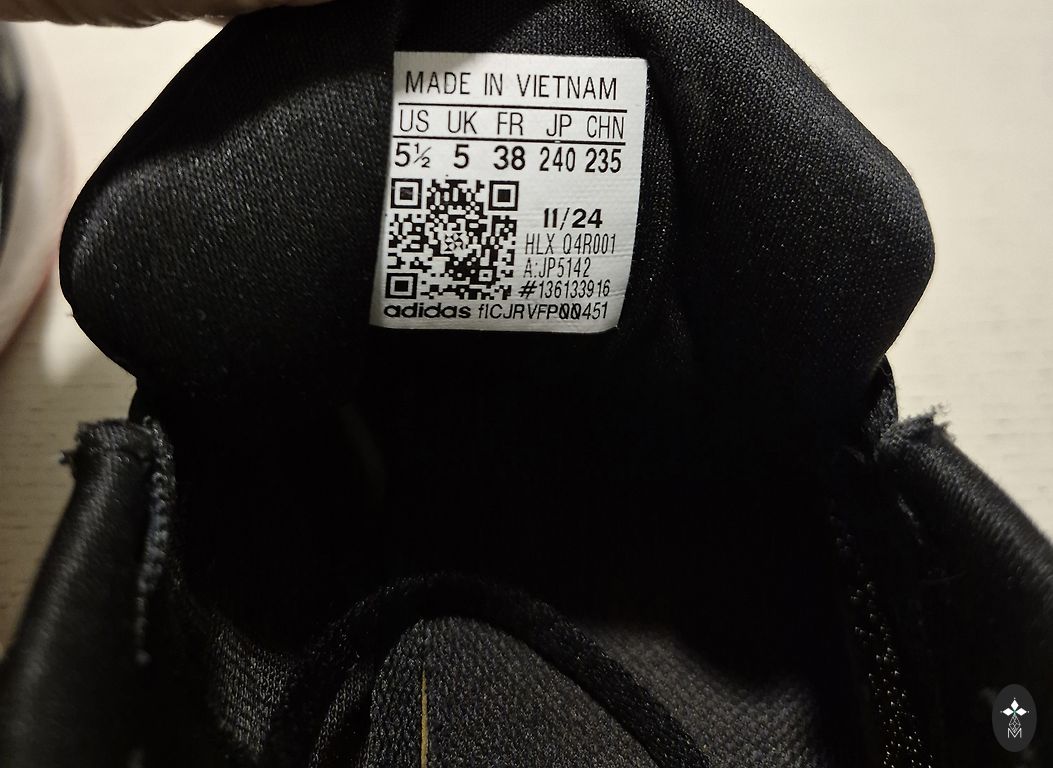 MADE IN VIETNAM
US UK FR JP CHN
5½ 5 38 240 235
11/24
HLX Q4R001
A:JP5142
#136133916
adidas f1CJRVFP00451